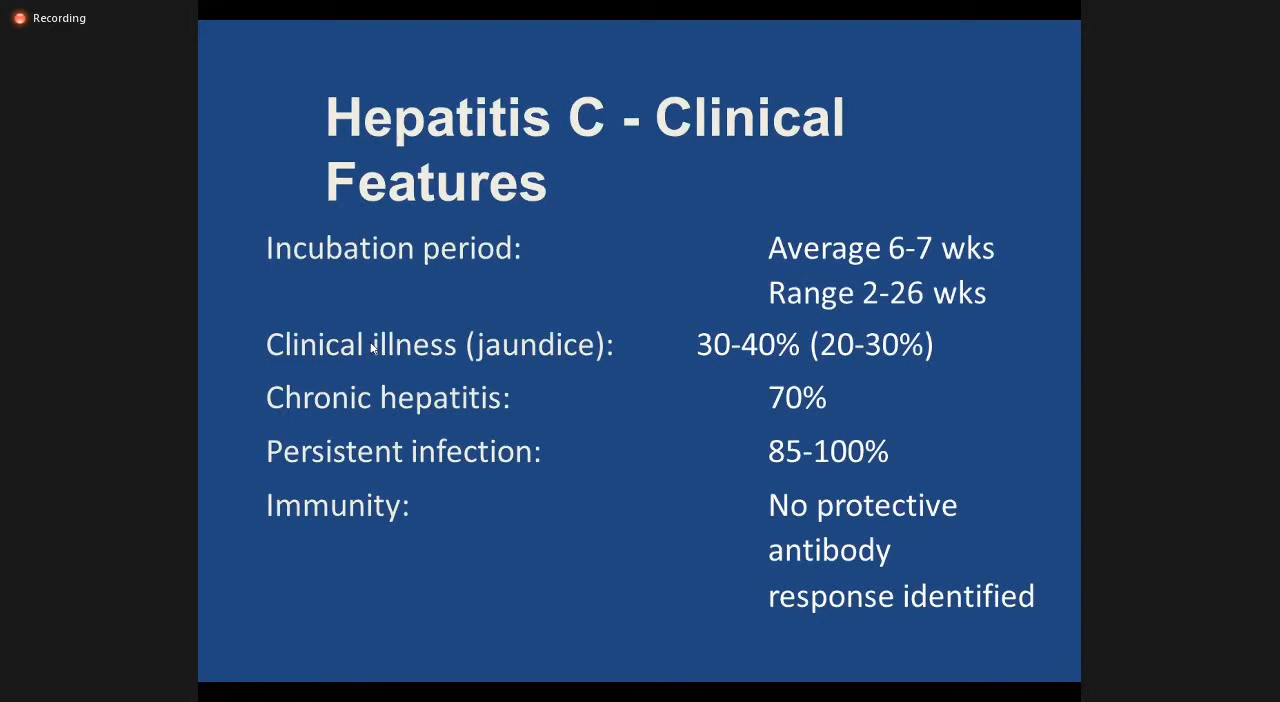 Recording
Hepatitis C - Clinical
Features
Incubation period: Average 6-7 wks
Range 2-26 wks
Clinical illness (jaundice): 30-40% (20-30%)
Chronic hepatitis: 70%
Persistent infection: 85-100%
Immunity: No protective
antibody
response identified